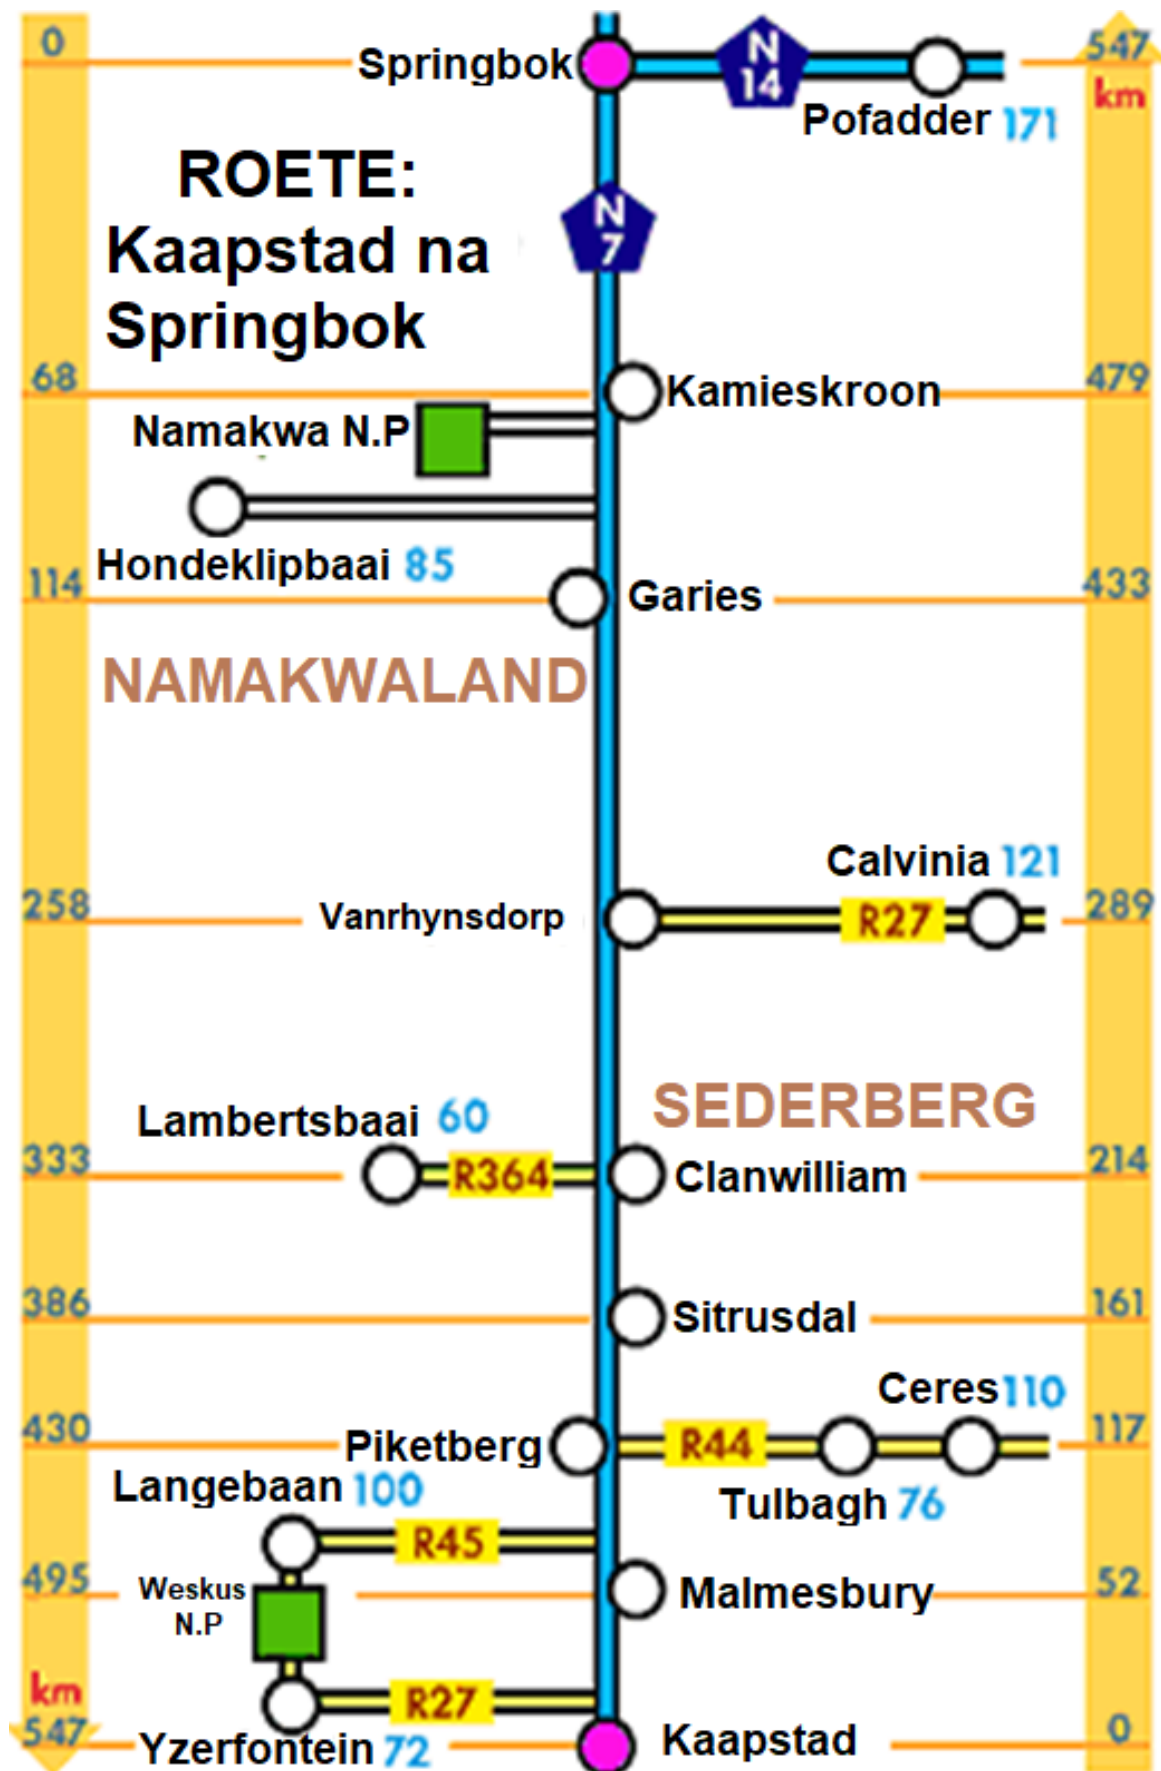 0
Springbok
N
14
547
km
Pofadder 171
ROETE:
Kaapstad na
Springbok
N
7
68
Kamieskroon
479
Namakwa N.P
Hondeklipbaai 85
114
Garies
433
NAMAKWALAND
Calvinia 121
258
Vanrhynsdorp
R27
289
SEDERBERG
Lambertsbaai 60
333
R364
Clanwilliam
214
386
Sitrusdal
161
Ceres 110
430
Piketberg
R44
117
Langebaan 100
Tulbagh 76
R45
495
Weskus
N.P
Malmesbury
52
km
R27
547
Yzerfontein 72
Kaapstad
0